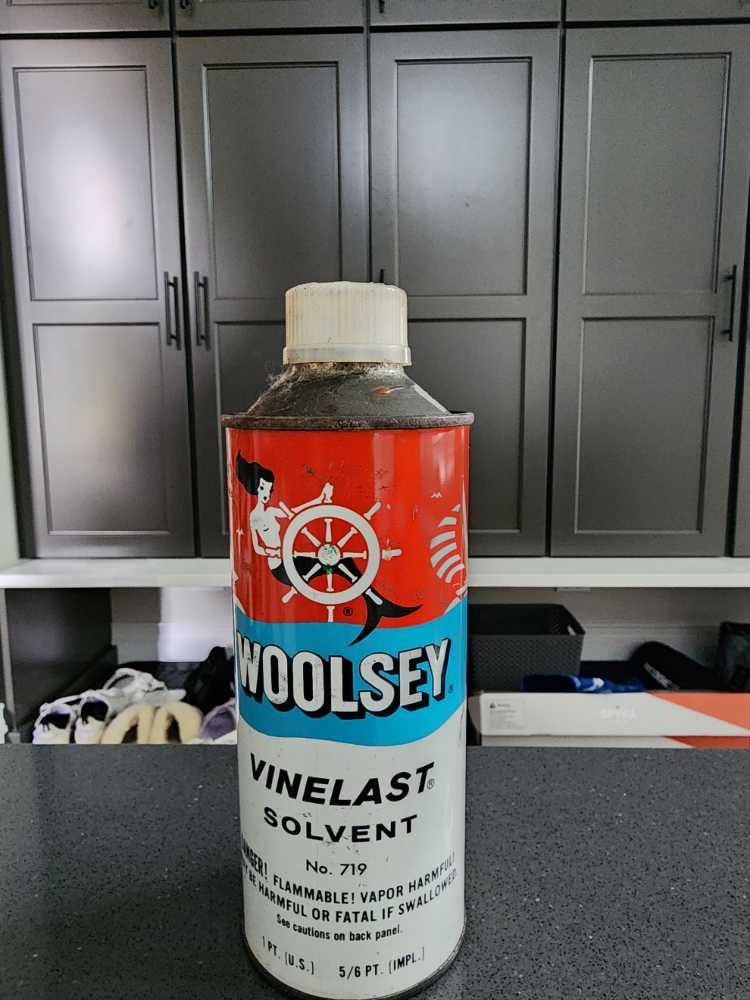 ®
WOOLSEY®
VINELAST®
SOLVENT
No. 719
DANGER! FLAMMABLE! VAPOR HARMFUL!
MAY BE HARMFUL OR FATAL IF SWALLOWED.
See cautions on back panel.
1 PT. (U.S.) 5/6 PT. (IMPL.)